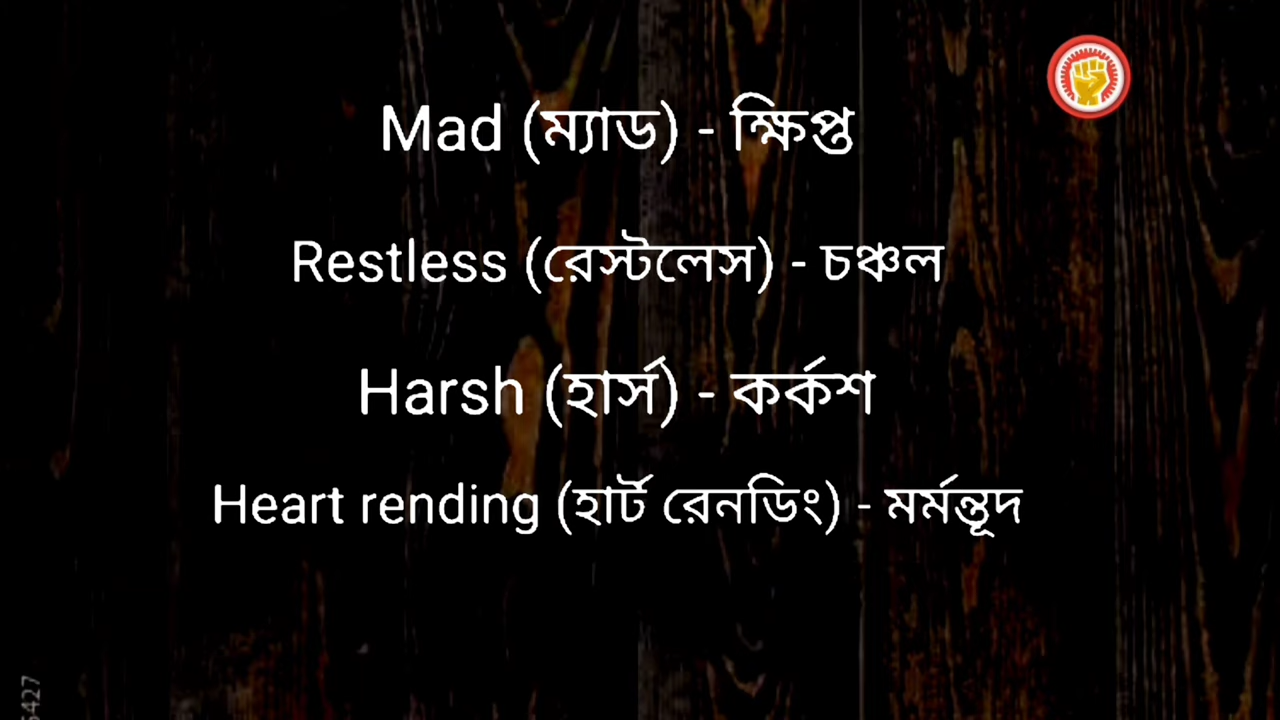 Mad (ম্যাড) - ক্ষিপ্ত
Restless (রেস্টলেস) - চঞ্চল
Harsh (হার্স) - কর্কশ
Heart rending (হার্ট রেনডিং) - মর্মন্তূদ